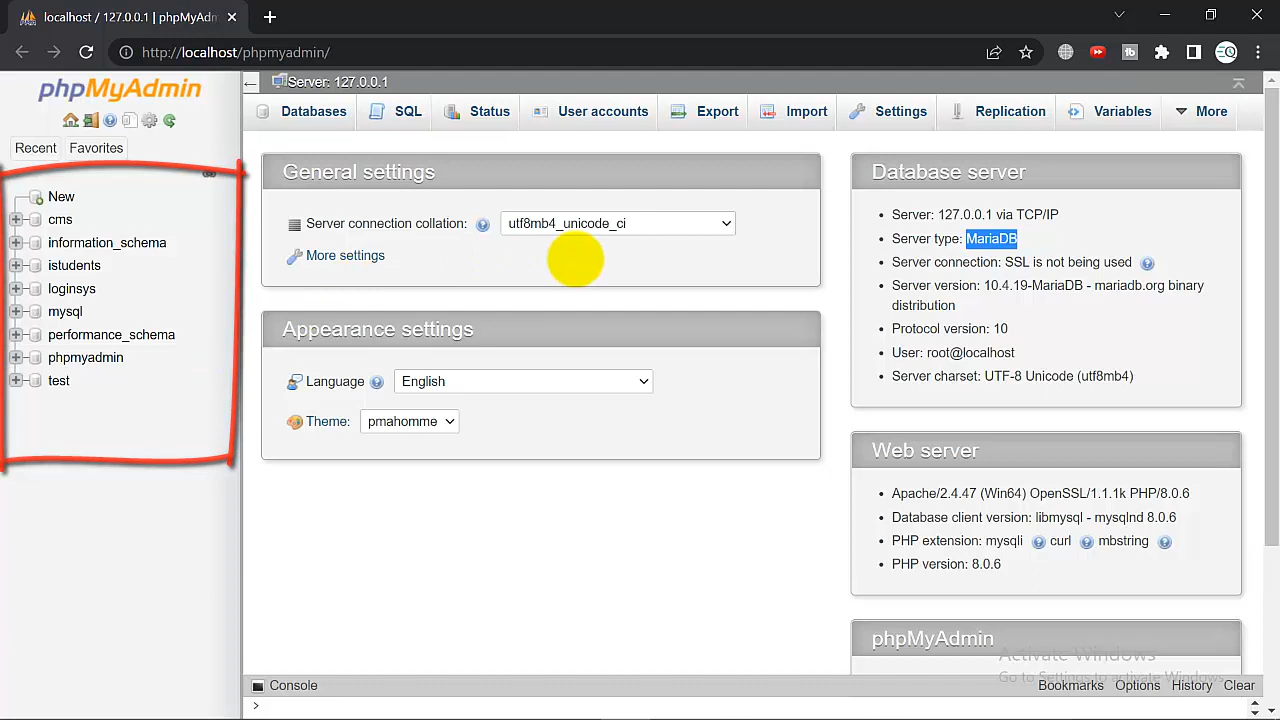 localhost / 127.0.0.1 | phpMyAdm
http://localhost/phpmyadmin/
phpMyAdmin
Recent
Favorites
New
cms
information_schema
istudents
loginsys
mysql
performance_schema
phpmyadmin
test
Server: 127.0.0.1
Databases
SQL
Status
User accounts
Export
Import
Settings
Replication
Variables
More
General settings
Server connection collation:
utf8mb4_unicode_ci
More settings
Appearance settings
Language
English
Theme:
pmahomme
Database server
Server: 127.0.0.1 via TCP/IP
Server type: MariaDB
Server connection: SSL is not being used
Server version: 10.4.19-MariaDB - mariadb.org binary
distribution
Protocol version: 10
User: root@localhost
Server charset: UTF-8 Unicode (utf8mb4)
Web server
Apache/2.4.47 (Win64) OpenSSL/1.1.1k PHP/8.0.6
Database client version: libmysql - mysqlnd 8.0.6
PHP extension: mysqli curl mbstring
PHP version: 8.0.6
phpMyAdmin
Activate Windows
Go to Settings to activate Windows.
Console
Bookmarks
Options
History
Clear
>